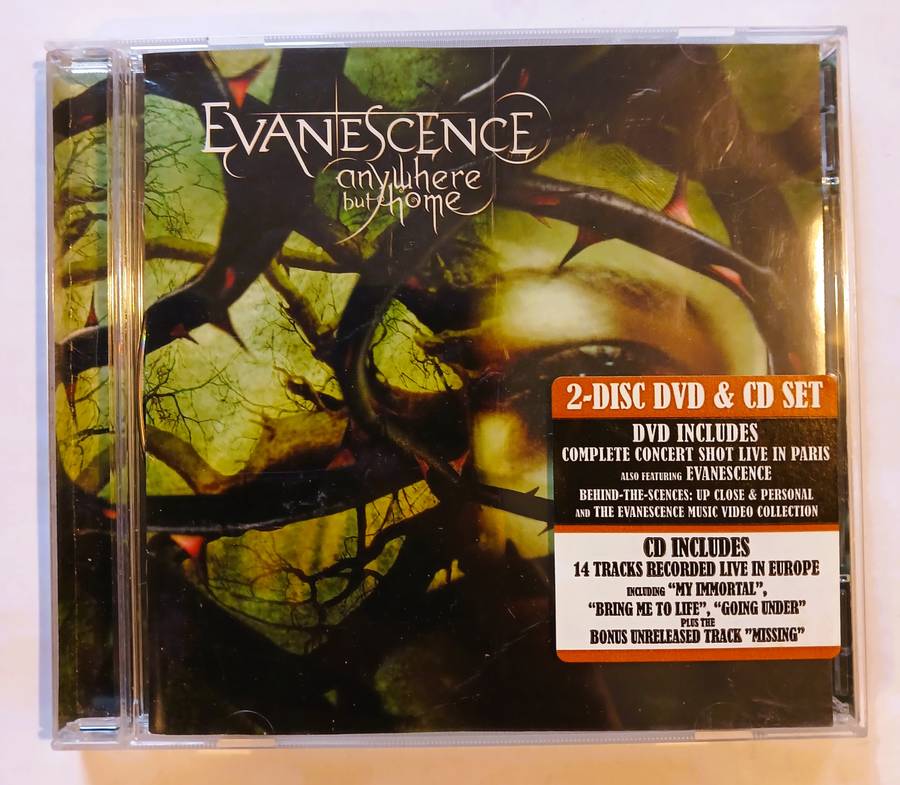 EVANESCENCE
anywhere
but home
2-DISC DVD & CD SET
DVD INCLUDES
COMPLETE CONCERT SHOT LIVE IN PARIS
ALSO FEATURING EVANESCENCE
BEHIND-THE-SCENCES: UP CLOSE & PERSONAL
AND THE EVANESCENCE MUSIC VIDEO COLLECTION
CD INCLUDES
14 TRACKS RECORDED LIVE IN EUROPE
INCLUDING "MY IMMORTAL",
"BRING ME TO LIFE", "GOING UNDER"
PLUS THE
BONUS UNRELEASED TRACK "MISSING"